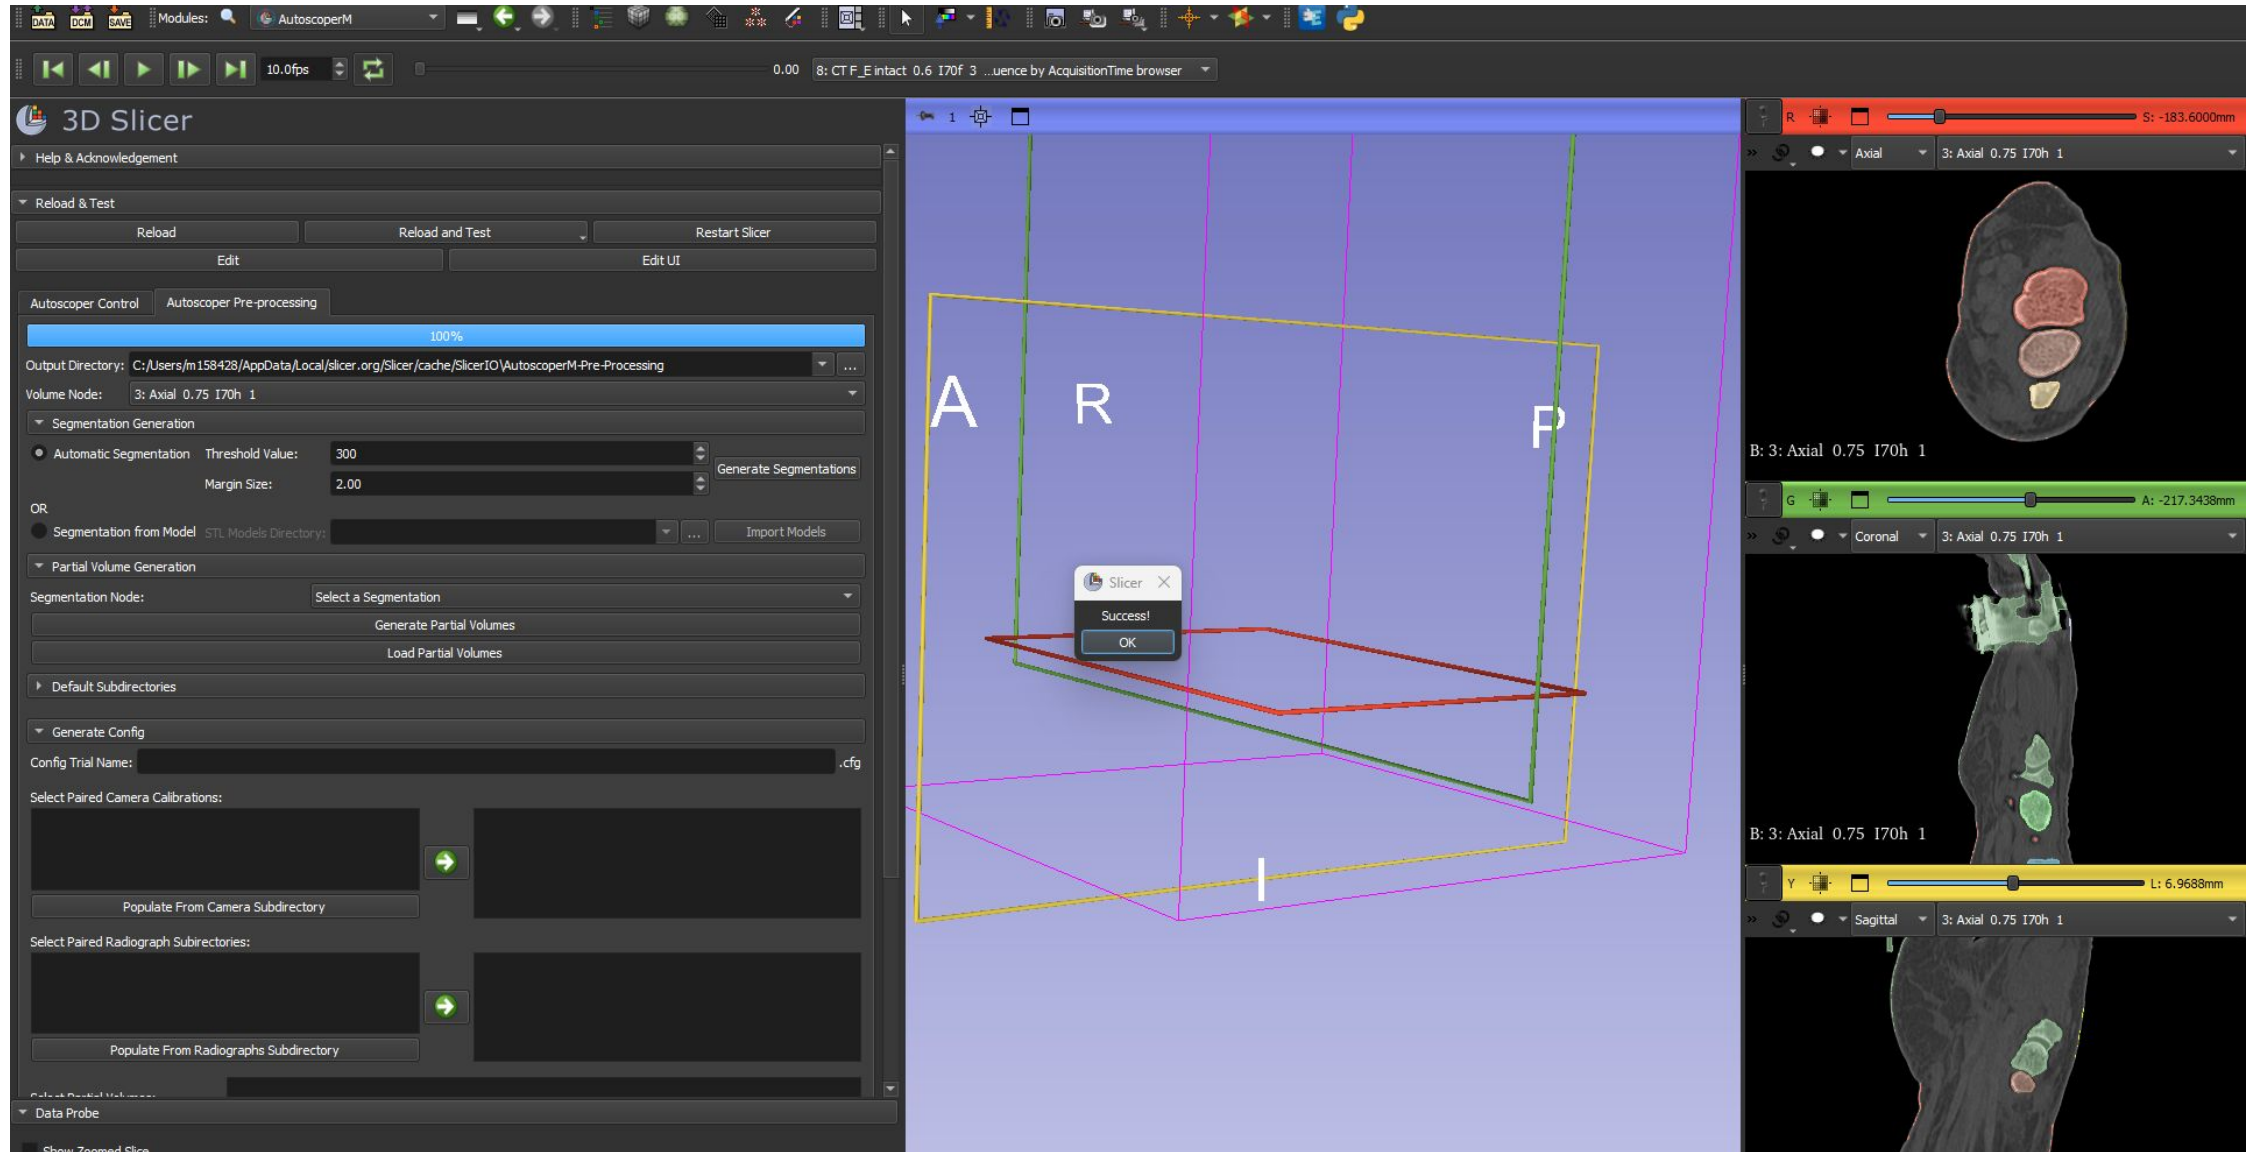 DATA DCM SAVE Modules: AutoscoperM
10.0fps 0.00 8: CT F_E intact 0.6 I70f 3 ...uence by AcquisitionTime browser
3D Slicer
Help & Acknowledgement
Reload & Test
Reload Reload and Test Restart Slicer
Edit Edit UI
Autoscoper Control Autoscoper Pre-processing
100%
Output Directory: C:/Users/m158428/AppData/Local/slicer.org/Slicer/cache/SlicerIO\AutoscoperM-Pre-Processing ...
Volume Node: 3: Axial 0.75 I70h 1
Segmentation Generation
Automatic Segmentation Threshold Value: 300
Generate Segmentations
Margin Size: 2.00
OR
Segmentation from Model STL Models Directory: ... Import Models
Partial Volume Generation
Segmentation Node: Select a Segmentation
Generate Partial Volumes
Load Partial Volumes
Default Subdirectories
Generate Config
Config Trial Name: .cfg
Select Paired Camera Calibrations:
Populate From Camera Subdirectory
Select Paired Radiograph Subirectories:
Populate From Radiographs Subdirectory
Select Partial Volumes:
Data Probe
Show Zoomed Slice
1
A R P
I
Slicer
Success!
OK
R S: -183.6000mm
Axial 3: Axial 0.75 I70h 1
B: 3: Axial 0.75 I70h 1
G A: -217.3438mm
Coronal 3: Axial 0.75 I70h 1
B: 3: Axial 0.75 I70h 1
Y L: 6.9688mm
Sagittal 3: Axial 0.75 I70h 1